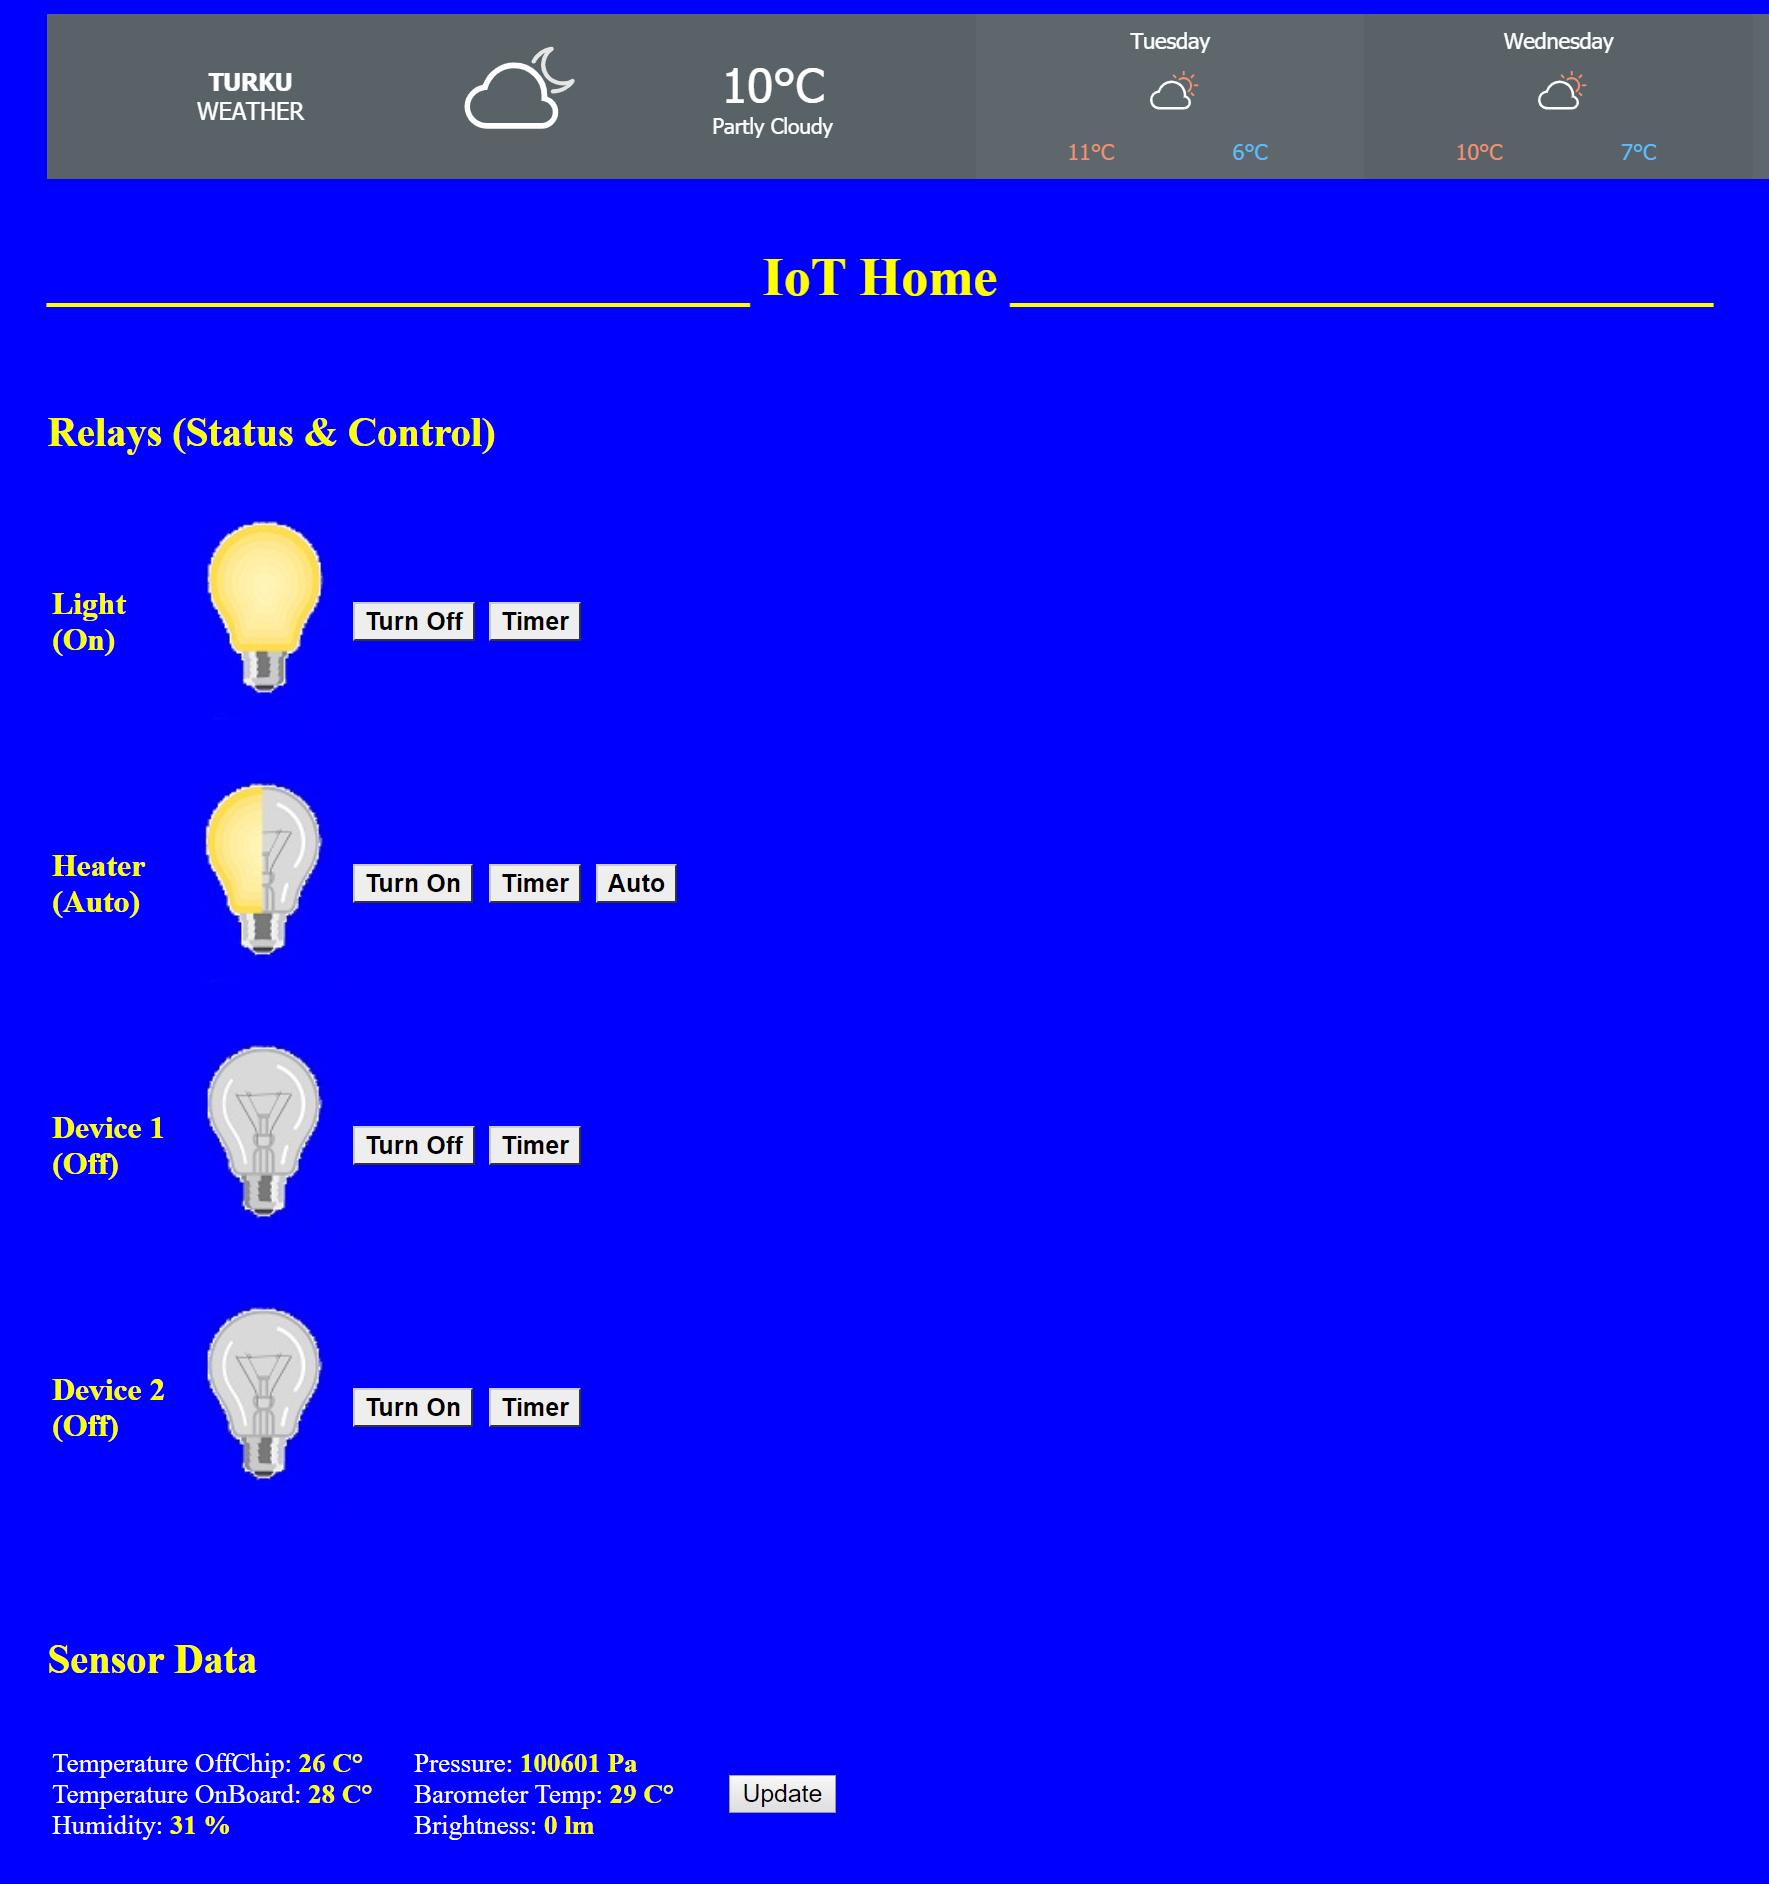 TURKU
WEATHER
10°C
Partly Cloudy
Tuesday
11°C 6°C
Wednesday
10°C 7°C
IoT Home
Relays (Status & Control)
Light
(On)
Turn Off Timer
Heater
(Auto)
Turn On Timer Auto
Device 1
(Off)
Turn Off Timer
Device 2
(Off)
Turn On Timer
Sensor Data
Temperature OffChip: 26 C°
Temperature OnBoard: 28 C°
Humidity: 31 %
Pressure: 100601 Pa
Barometer Temp: 29 C°
Brightness: 0 lm
Update